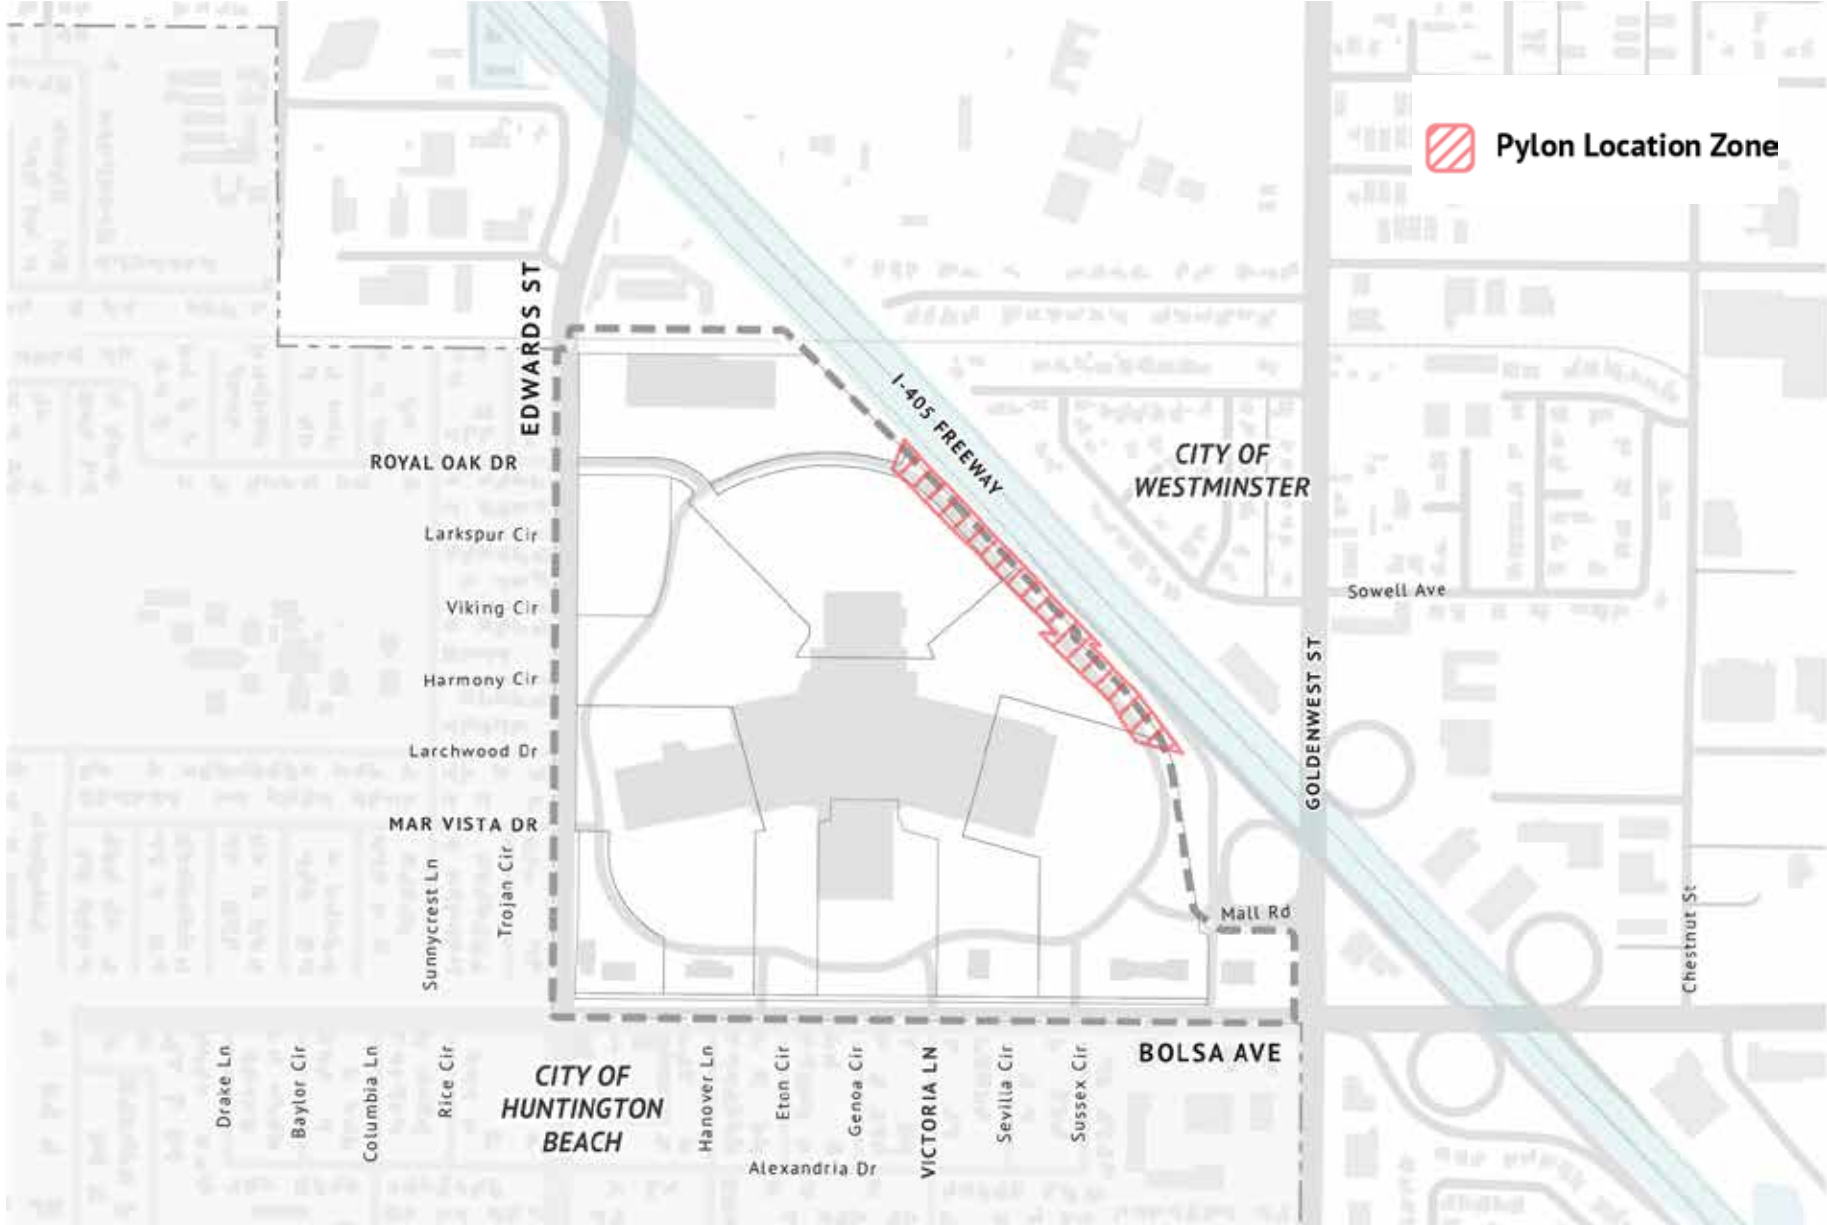 Pylon Location Zone
EDWARDS ST
I-405 FREEWAY
CITY OF
WESTMINSTER
ROYAL OAK DR
Larkspur Cir
Sowell Ave
Viking Cir
GOLDENWEST ST
Harmony Cir
Larchwood Dr
MAR VISTA DR
Sunnycrest Ln
Trojan Cir
Mall Rd
Chestnut St
BOLSA AVE
Drake Ln
Baylor Cir
Columbia Ln
Rice Cir
CITY OF
HUNTINGTON
BEACH
Hanover Ln
Eton Cir
Genoa Cir
VICTORIA LN
Sevilla Cir
Sussex Cir
Alexandria Dr